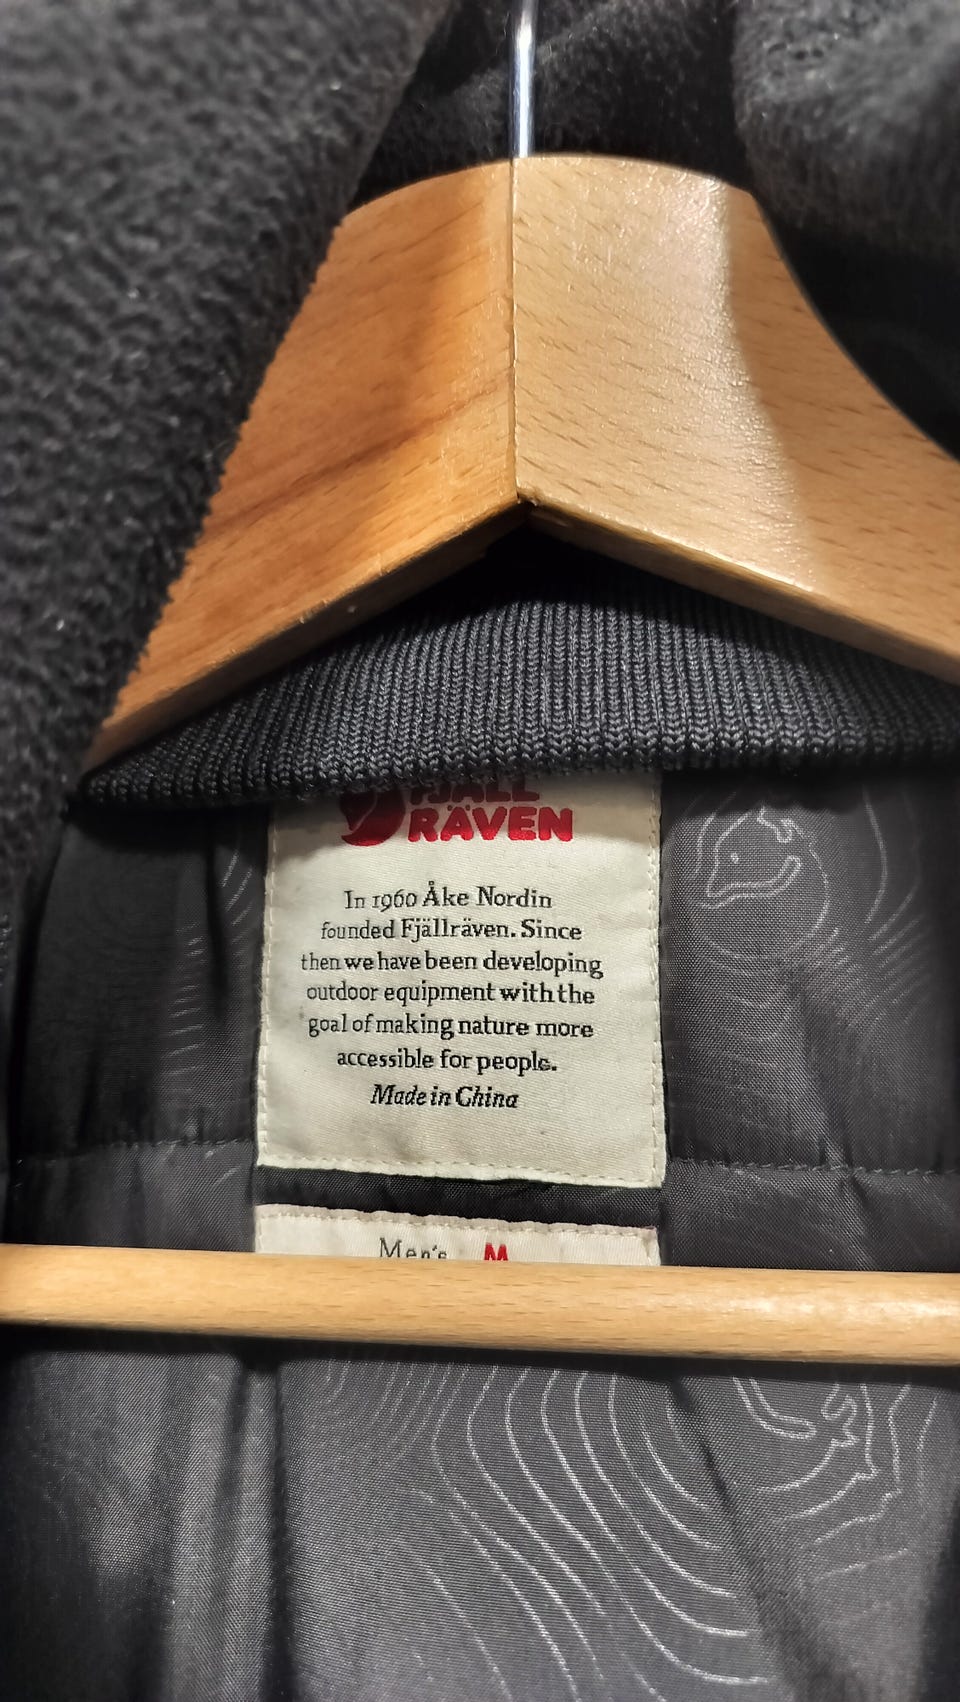 FJÄLL
RÄVEN
In 1960 Åke Nordin
founded Fjällräven. Since
then we have been developing
outdoor equipment with the
goal of making nature more
accessible for people.
Made in China
Men's M